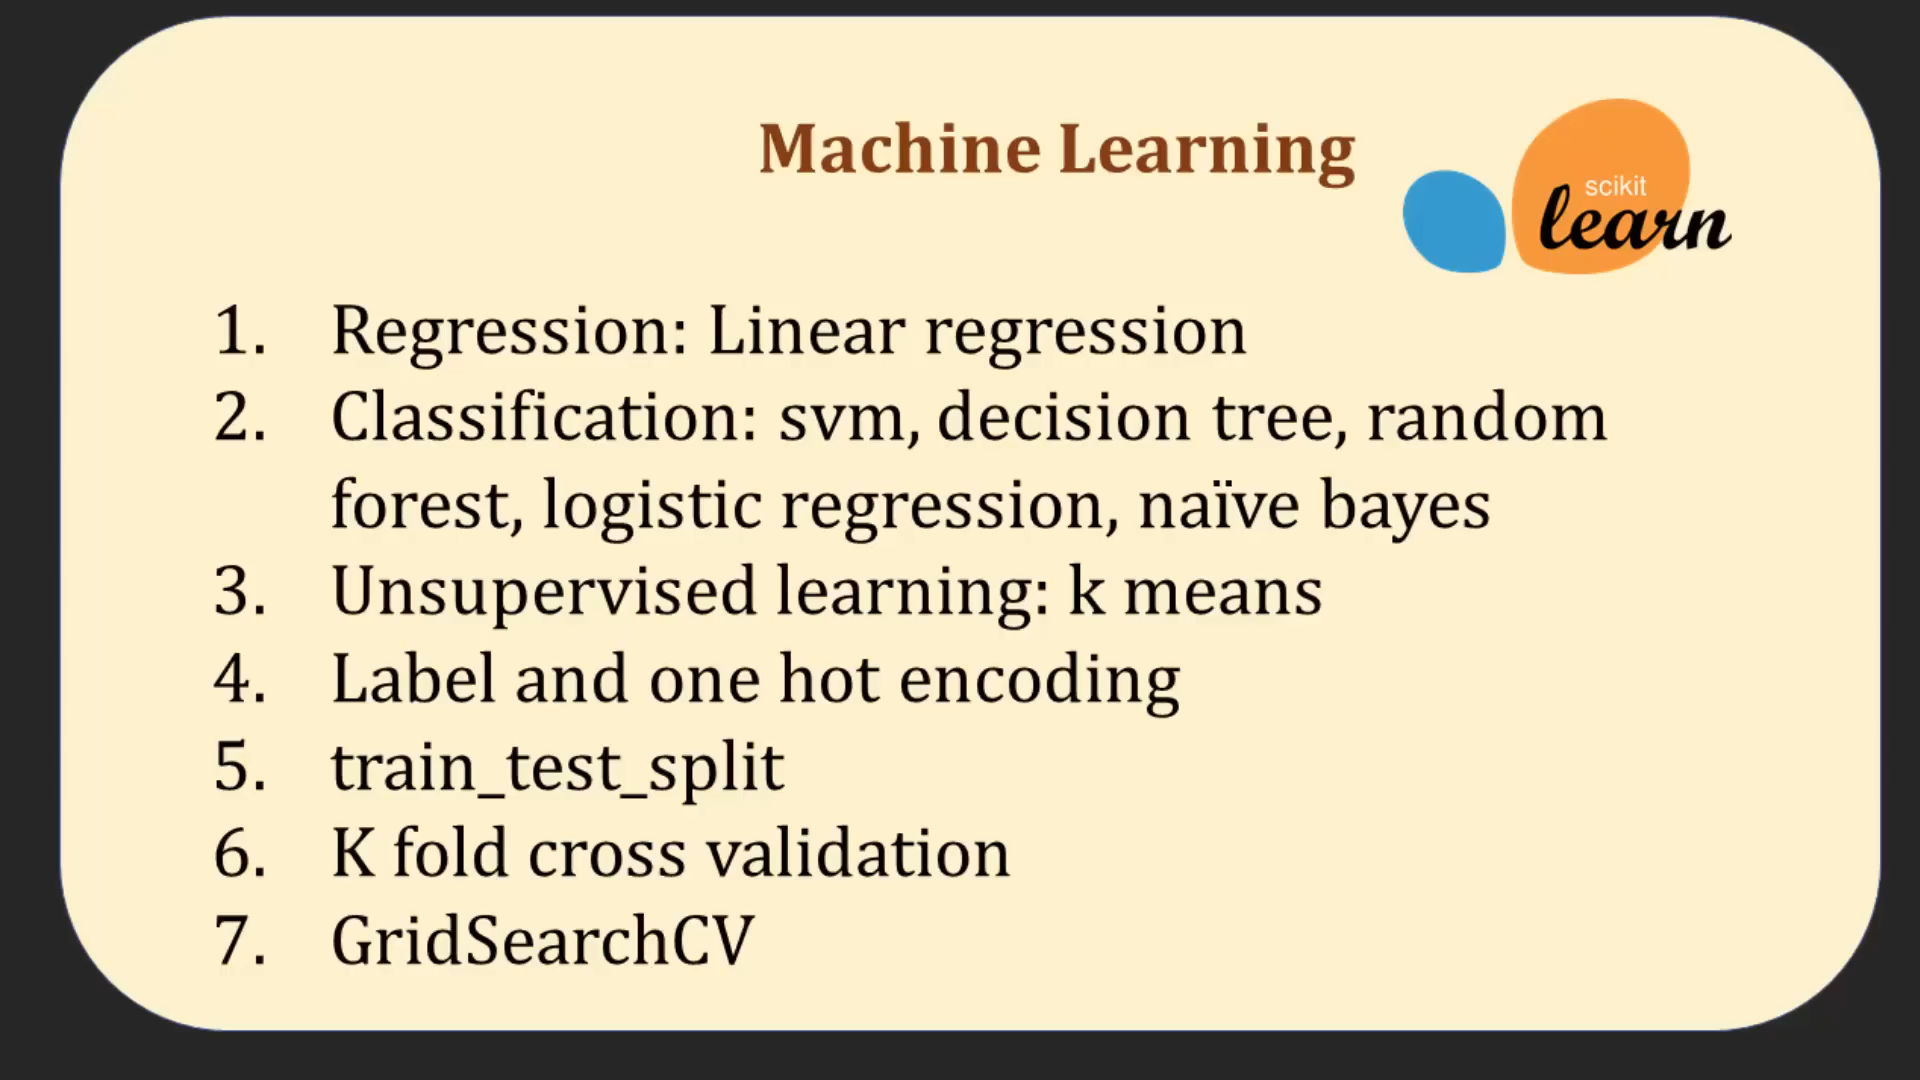 Machine Learning
scikit
learn
1. Regression: Linear regression
2. Classification: svm, decision tree, random
forest, logistic regression, naïve bayes
3. Unsupervised learning: k means
4. Label and one hot encoding
5. train_test_split
6. K fold cross validation
7. GridSearchCV